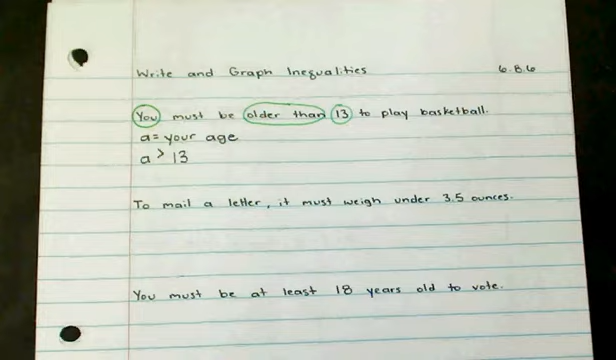 Write and Graph Inequalities 6.B.6
You must be older than 13 to play basketball.
a = your age
a > 13
To mail a letter, it must weigh under 3.5 ounces.
You must be at least 18 years old to vote.